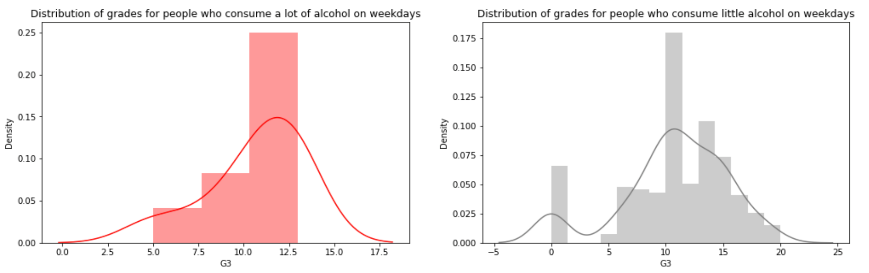 Distribution of grades for people who consume a lot of alcohol on weekdays
0.25
0.20
0.15
0.10
0.05
0.00
Density
0.0 2.5 5.0 7.5 10.0 12.5 15.0 17.5
G3
Distribution of grades for people who consume little alcohol on weekdays
0.175
0.150
0.125
0.100
0.075
0.050
0.025
0.000
Density
−5 0 5 10 15 20 25
G3